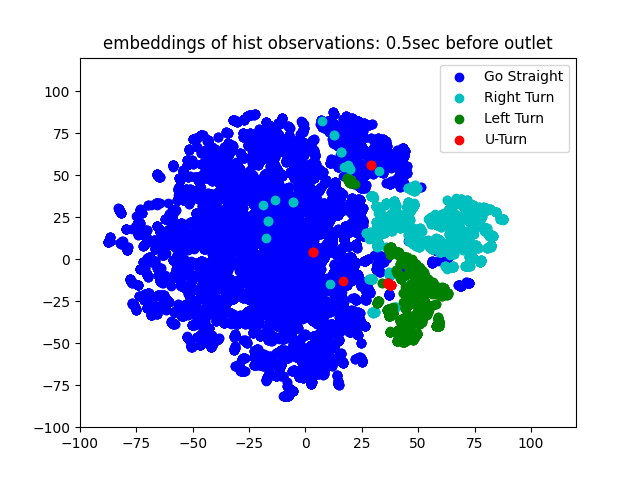 embeddings of hist observations: 0.5sec before outlet
Go Straight
Right Turn
Left Turn
U-Turn
100
75
50
25
0
−25
−50
−75
−100
−100 −75 −50 −25 0 25 50 75 100